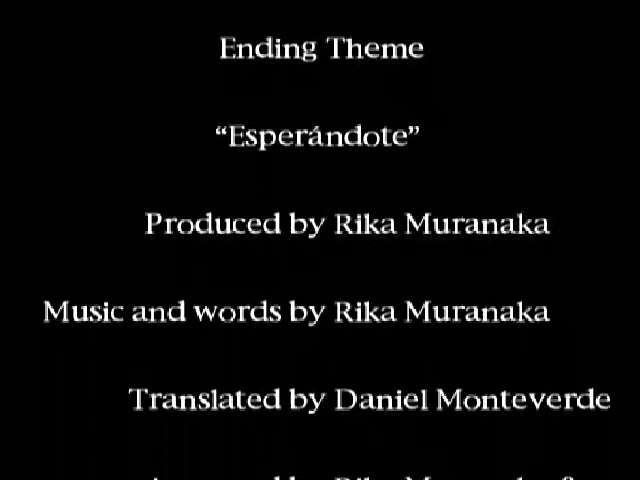 Ending Theme
“Esperándote”
Produced by Rika Muranaka
Music and words by Rika Muranaka
Translated by Daniel Monteverde